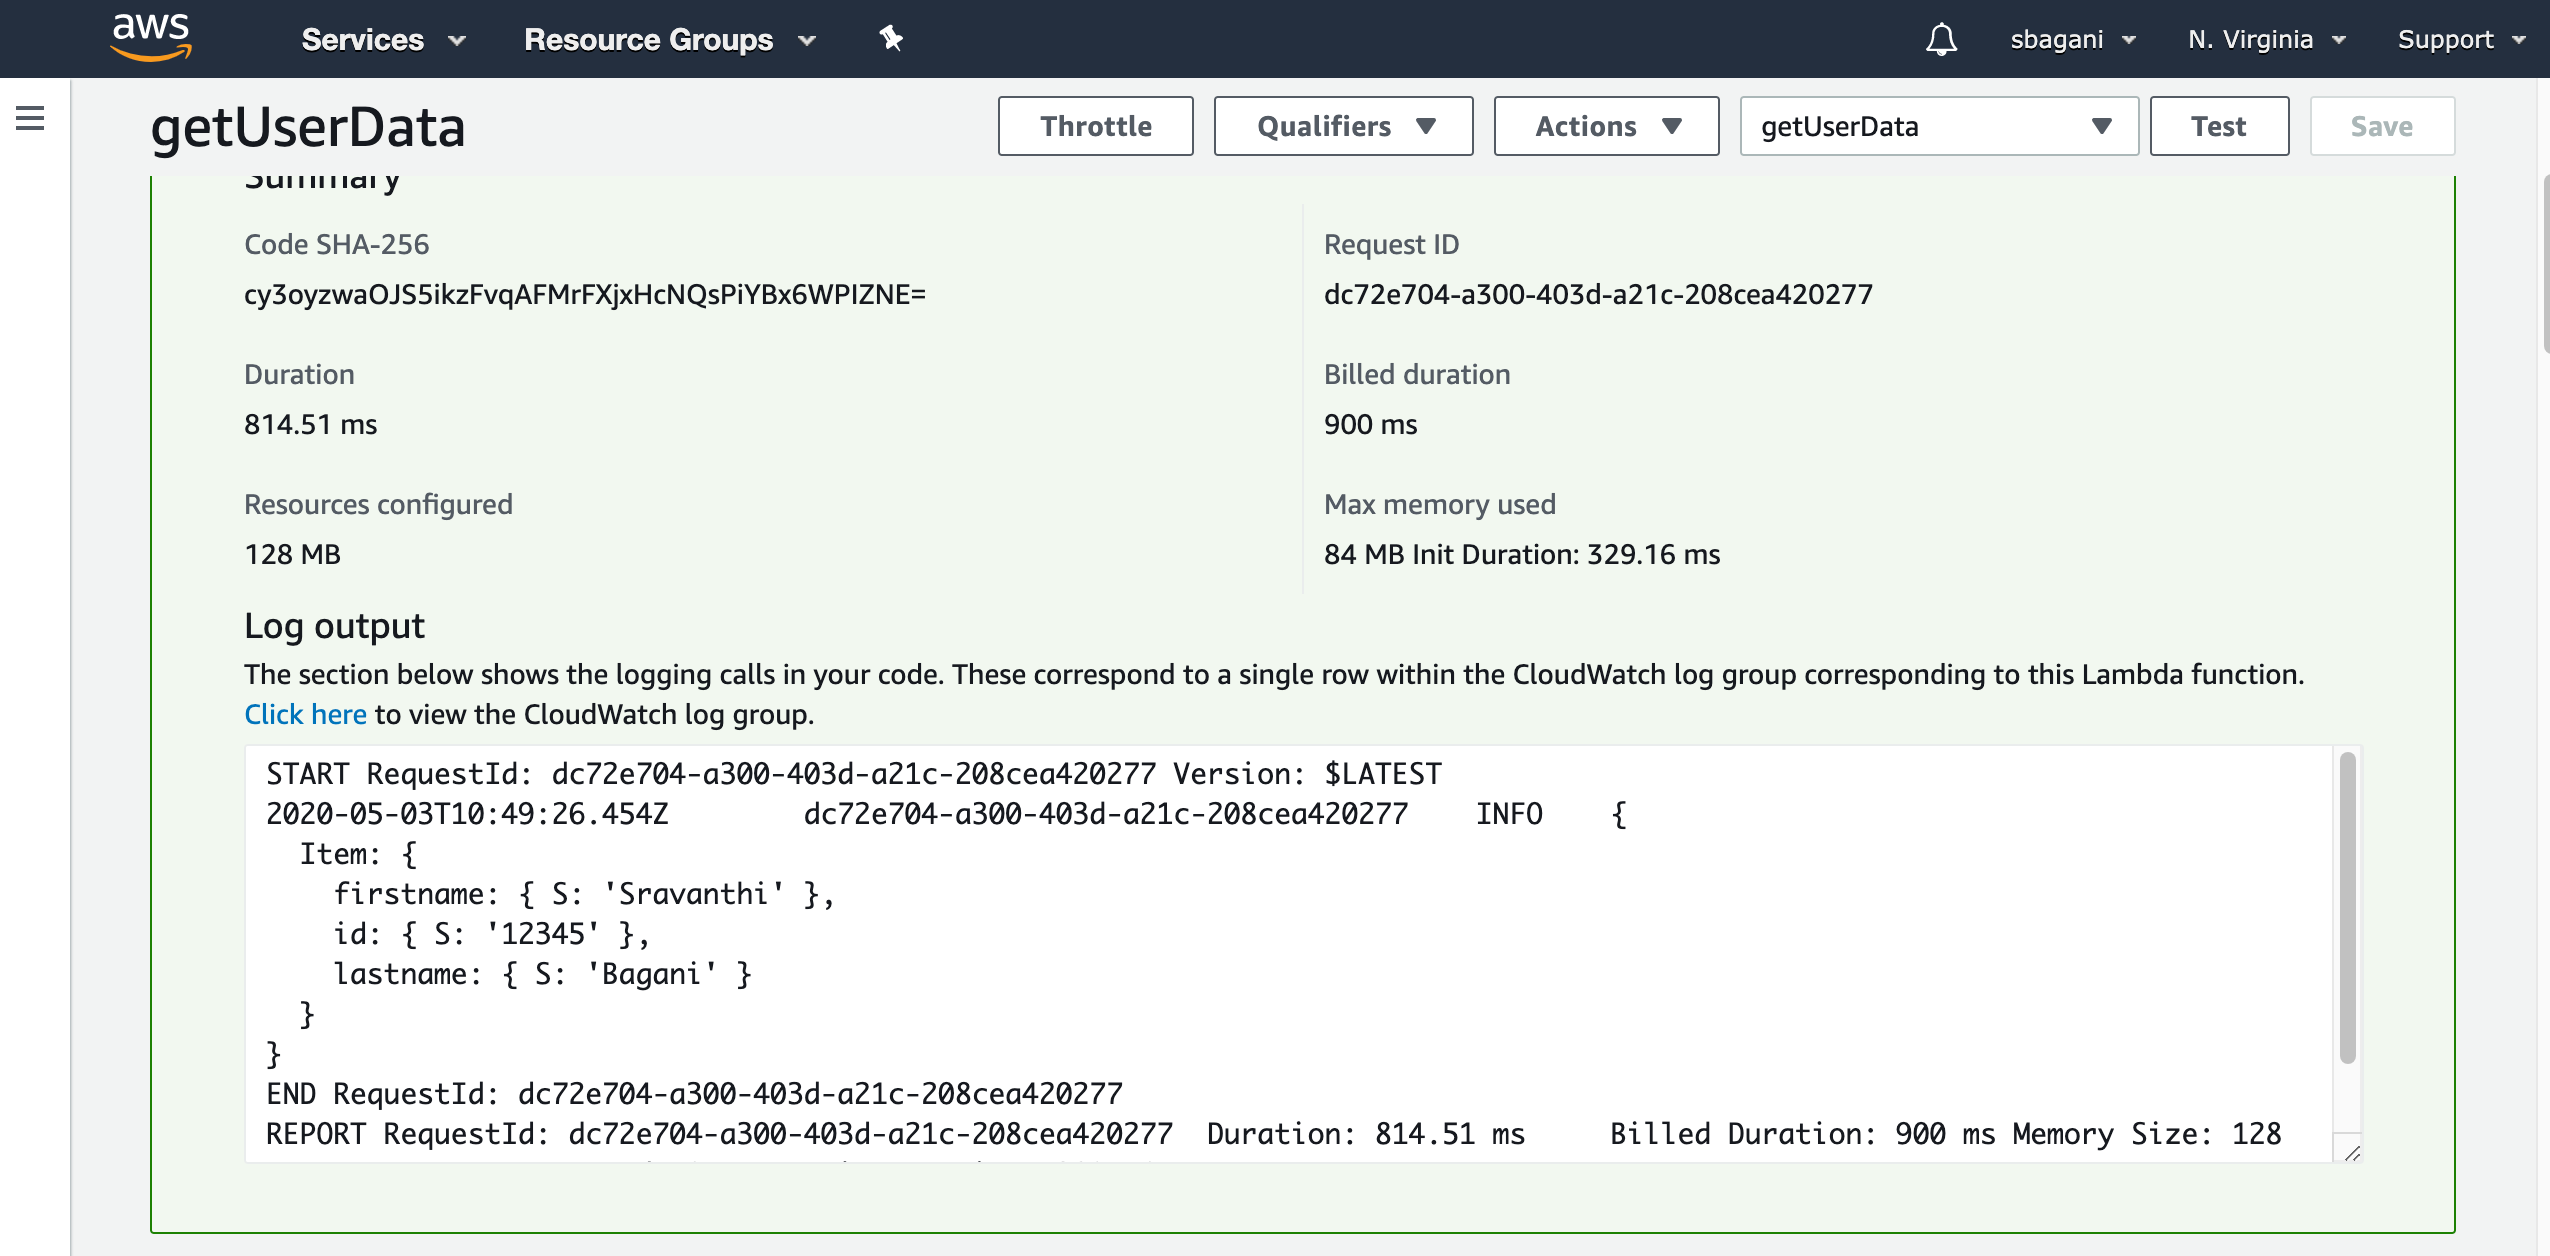 aws Services Resource Groups sbagani N. Virginia Support
getUserData Throttle Qualifiers Actions getUserData Test Save
Summary
Code SHA-256
cy3oyzwaOJS5ikzFvqAFMrFXjxHcNQsPiYBx6WPIZNE=
Request ID
dc72e704-a300-403d-a21c-208cea420277
Duration
814.51 ms
Billed duration
900 ms
Resources configured
128 MB
Max memory used
84 MB Init Duration: 329.16 ms
Log output
The section below shows the logging calls in your code. These correspond to a single row within the CloudWatch log group corresponding to this Lambda function.
Click here to view the CloudWatch log group.
START RequestId: dc72e704-a300-403d-a21c-208cea420277 Version: $LATEST
2020-05-03T10:49:26.454Z dc72e704-a300-403d-a21c-208cea420277 INFO {
Item: {
firstname: { S: 'Sravanthi' },
id: { S: '12345' },
lastname: { S: 'Bagani' }
}
}
END RequestId: dc72e704-a300-403d-a21c-208cea420277
REPORT RequestId: dc72e704-a300-403d-a21c-208cea420277 Duration: 814.51 ms Billed Duration: 900 ms Memory Size: 128